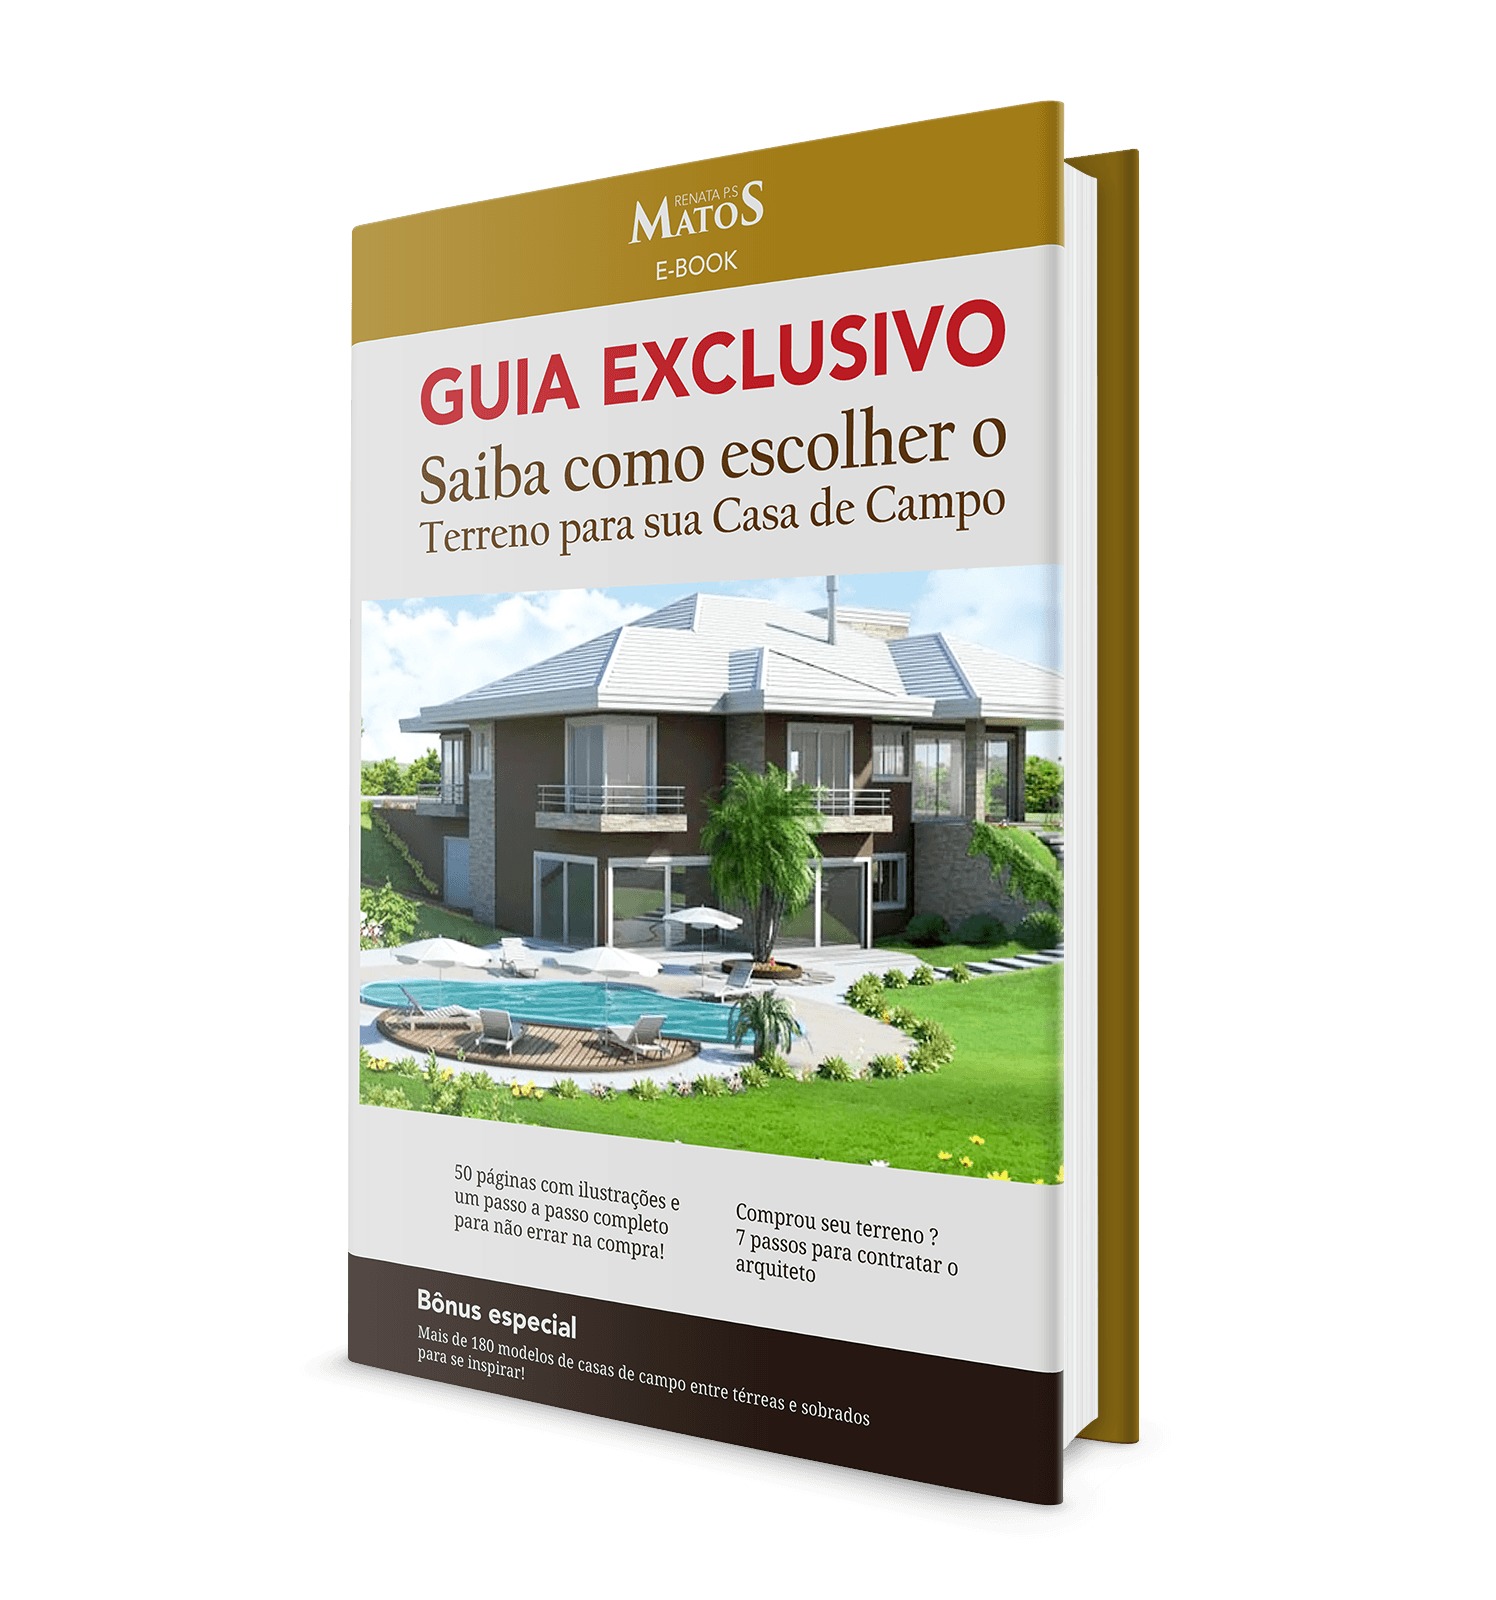 RENATA P.S
MATOS
E-BOOK
GUIA EXCLUSIVO
Saiba como escolher o
Terreno para sua Casa de Campo
50 páginas com ilustrações e
um passo a passo completo
para não errar na compra!
Comprou seu terreno ?
7 passos para contratar o
arquiteto
Bônus especial
Mais de 180 modelos de casas de campo entre térreas e sobrados
para se inspirar!